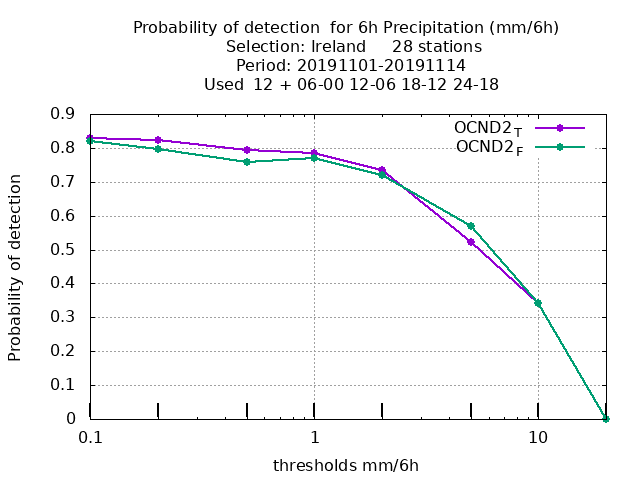 Probability of detection  for 6h Precipitation (mm/6h)
Selection: Ireland     28 stations
Period: 20191101-20191114
Used  12 + 06-00 12-06 18-12 24-18
OCND2T
OCND2F
Probability of detection
0.9
0.8
0.7
0.6
0.5
0.4
0.3
0.2
0.1
0
0.1 1 10
thresholds mm/6h